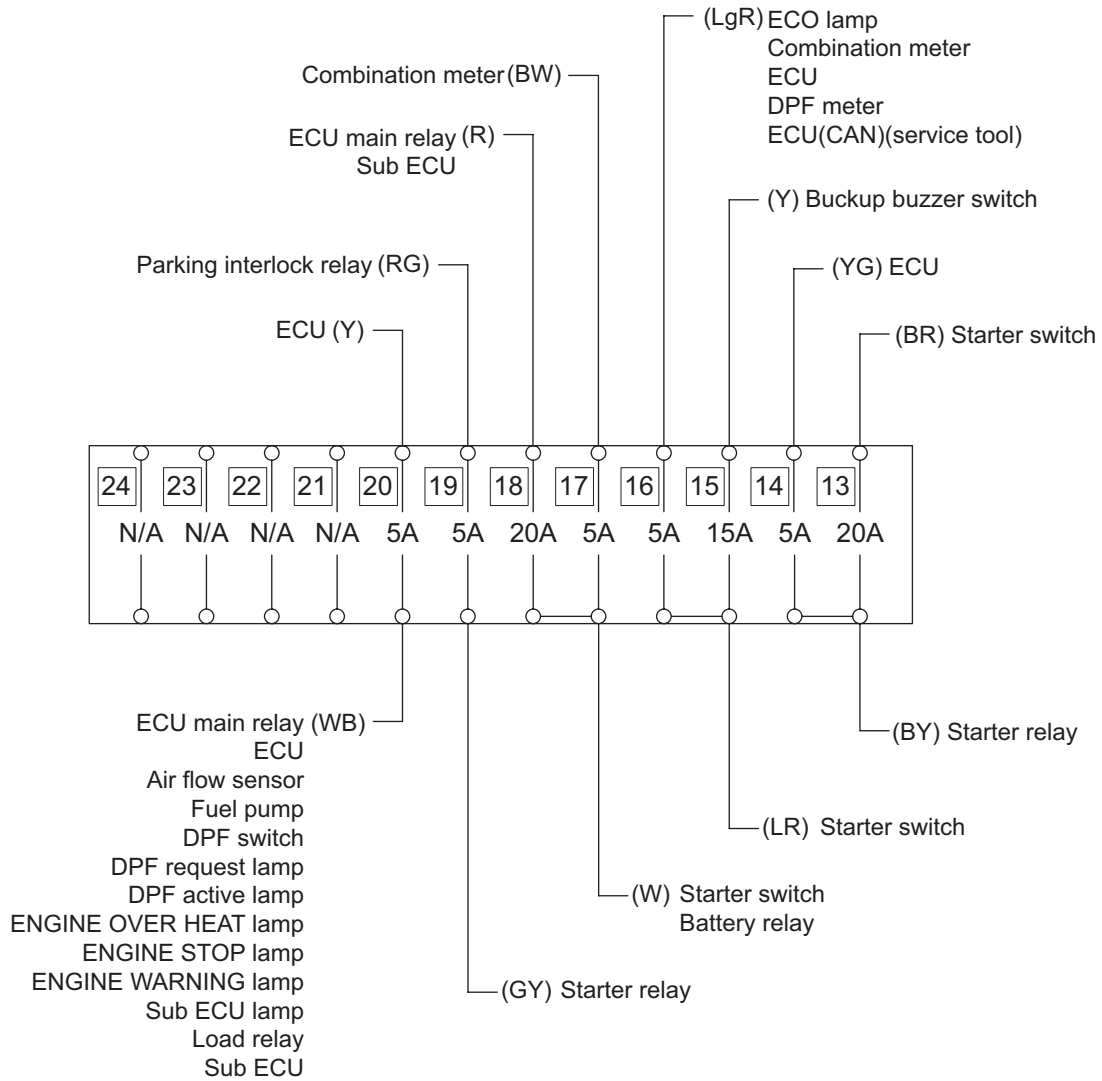 (LgR) ECO lamp
Combination meter
ECU
DPF meter
ECU(CAN)(service tool)
Combination meter (BW)
ECU main relay (R)
Sub ECU
(Y) Buckup buzzer switch
Parking interlock relay (RG)
(YG) ECU
ECU (Y)
(BR) Starter switch
24 23 22 21 20 19 18 17 16 15 14 13
N/A N/A N/A N/A 5A 5A 20A 5A 5A 15A 5A 20A
ECU main relay (WB)
ECU
Air flow sensor
Fuel pump
DPF switch
DPF request lamp
DPF active lamp
ENGINE OVER HEAT lamp
ENGINE STOP lamp
ENGINE WARNING lamp
Sub ECU lamp
Load relay
Sub ECU
(BY) Starter relay
(LR) Starter switch
(W) Starter switch
Battery relay
(GY) Starter relay